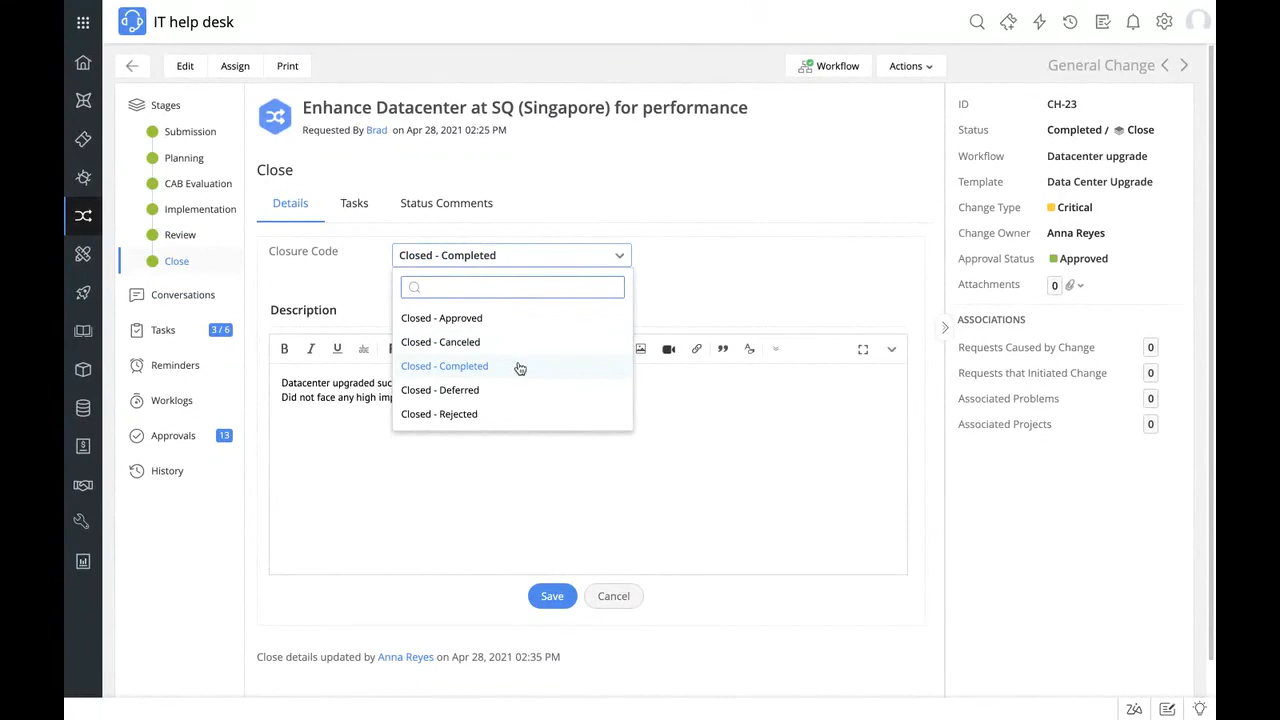 IT help desk
Edit
Assign
Print
Workflow
Actions
General Change
Stages
Submission
Planning
CAB Evaluation
Implementation
Review
Close
Conversations
Tasks
3 / 6
Reminders
Worklogs
Approvals
13
History
Enhance Datacenter at SQ (Singapore) for performance
Requested By Brad on Apr 28, 2021 02:25 PM
Close
Details
Tasks
Status Comments
Closure Code
Closed - Completed
Closed - Approved
Closed - Canceled
Closed - Completed
Closed - Deferred
Closed - Rejected
Description
B I U abc
Datacenter upgraded
Did not face any high
Save
Cancel
Close details updated by Anna Reyes on Apr 28, 2021 02:35 PM
ID CH-23
Status Completed / Close
Workflow Datacenter upgrade
Template Data Center Upgrade
Change Type Critical
Change Owner Anna Reyes
Approval Status Approved
Attachments 0
ASSOCIATIONS
Requests Caused by Change 0
Requests that Initiated Change 0
Associated Problems 0
Associated Projects 0